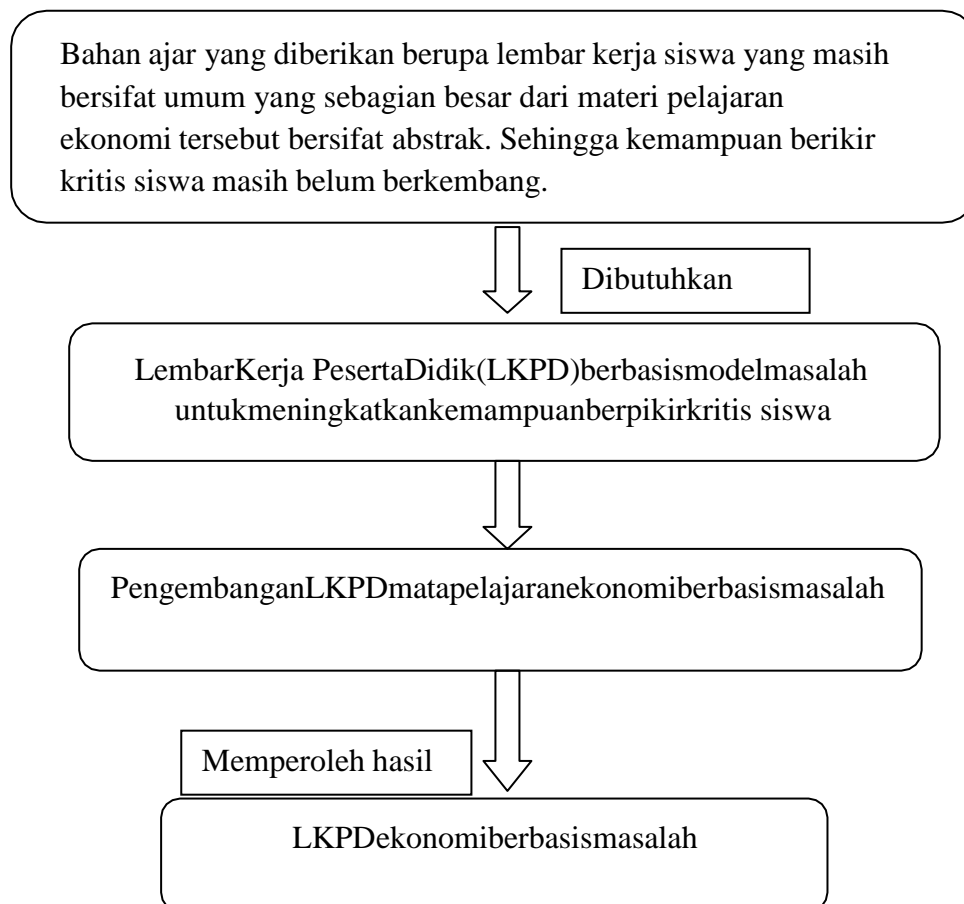 Bahan ajar yang diberikan berupa lembar kerja siswa yang masih
bersifat umum yang sebagian besar dari materi pelajaran
ekonomi tersebut bersifat abstrak. Sehingga kemampuan berikir
kritis siswa masih belum berkembang.
Dibutuhkan
LembarKerja PesertaDidik(LKPD)berbasismodelmasalah
untukmeningkatkankemampuanberpikirkritis siswa
PengembanganLKPDmatapelajaranekonomiberbasismasalah
Memperoleh hasil
LKPDekonomiberbasismasalah